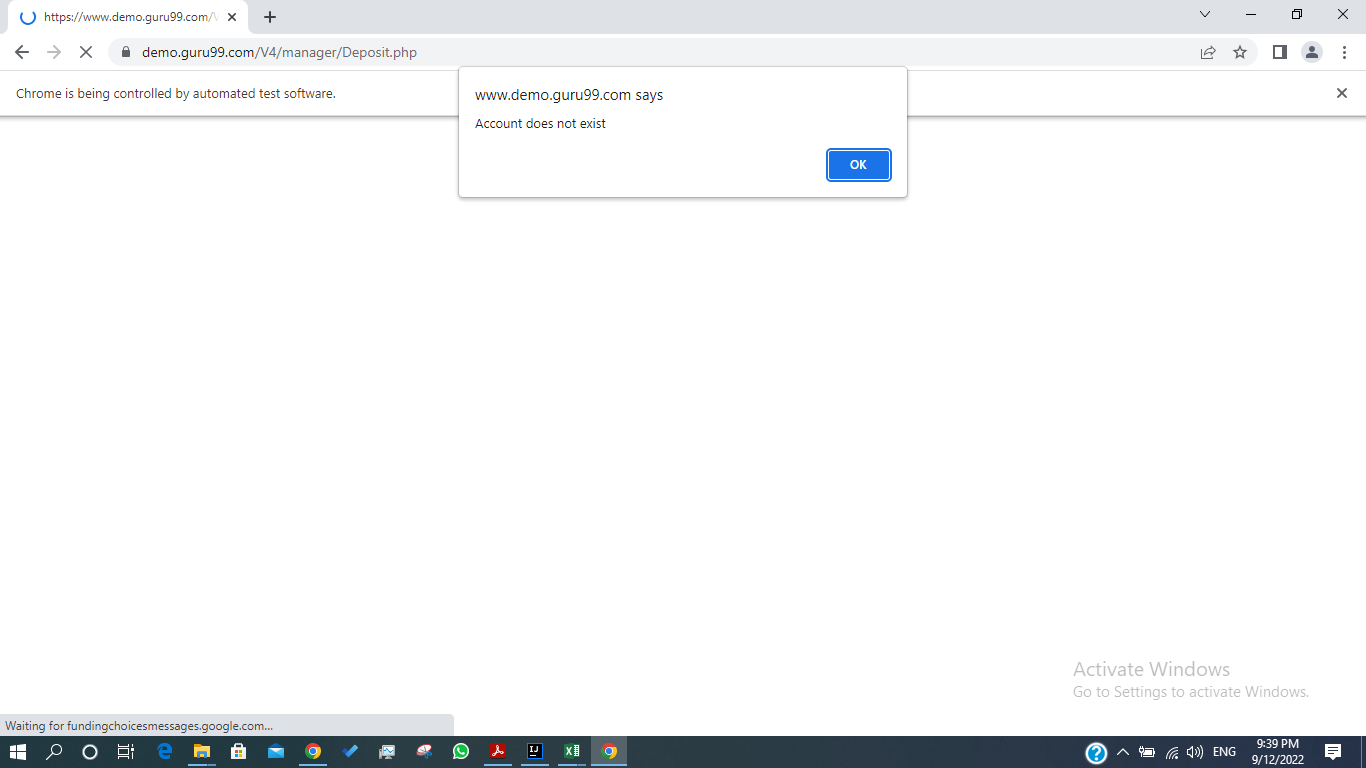 https://www.demo.guru99.com/V
demo.guru99.com/V4/manager/Deposit.php
Chrome is being controlled by automated test software.
www.demo.guru99.com says
Account does not exist
OK
Activate Windows
Go to Settings to activate Windows.
Waiting for fundingchoicesmessages.google.com...
ENG
9:39 PM
9/12/2022